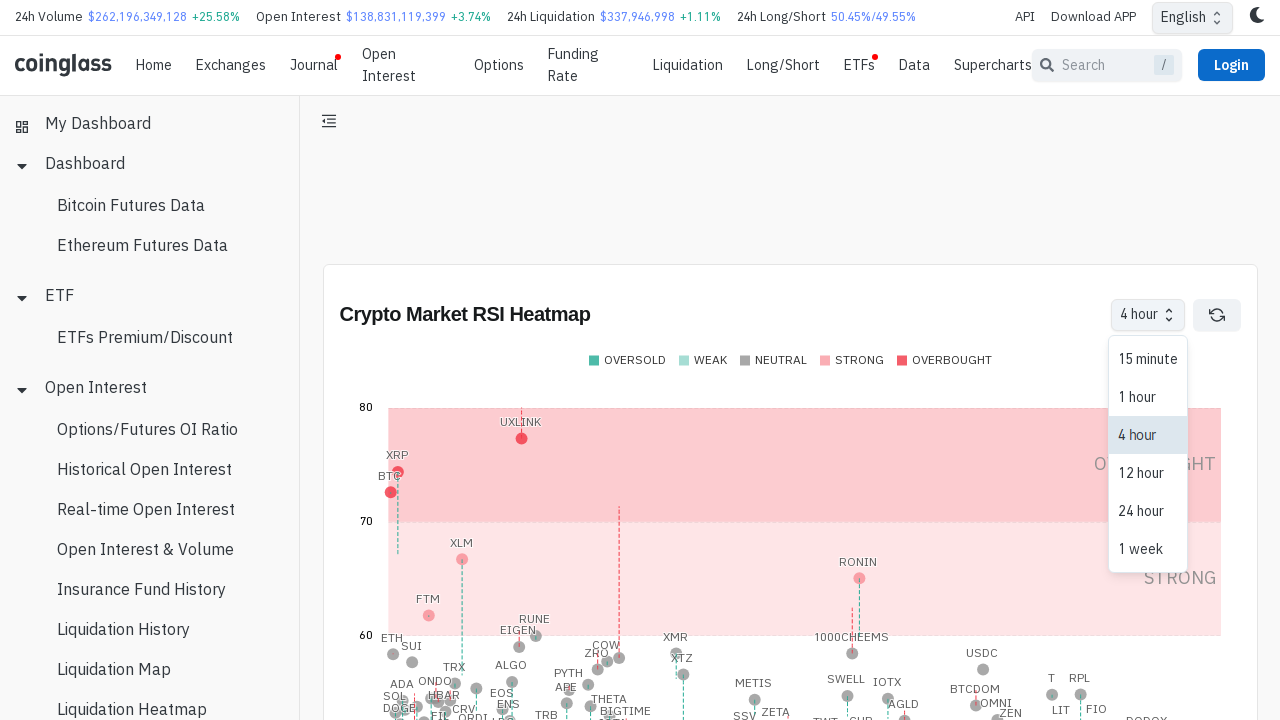 24h Volume $262,196,349,128 +25.58% Open Interest $138,831,119,399 +3.74% 24h Liquidation $337,946,998 +1.11% 24h Long/Short 50.45%/49.55% API Download APP English
coinglass Home Exchanges Journal Open Interest Options Funding Rate Liquidation Long/Short ETFs Data Supercharts Search / Login
My Dashboard
Dashboard
Bitcoin Futures Data
Ethereum Futures Data
ETF
ETFs Premium/Discount
Open Interest
Options/Futures OI Ratio
Historical Open Interest
Real-time Open Interest
Open Interest & Volume
Insurance Fund History
Liquidation History
Liquidation Map
Liquidation Heatmap
Crypto Market RSI Heatmap 4 hour
15 minute
1 hour
4 hour
12 hour
24 hour
1 week
OVERSOLD WEAK NEUTRAL STRONG OVERBOUGHT
80
UXLINK
XRP
BTC
70
XLM
STRONG
RONIN
FTM
RUNE
EIGEN
60
ETH
SUI
COW
ZRO
XMR
XTZ
1000CHEEMS
USDC
TRX
ALGO
PYTH
APE
METIS
SWELL
IOTX
T
RPL
ADA
ONDO
SOL
HBAR
DOGE
CRV
EOS
ENS
THETA
BIGTIME
BTCDOM
OMNI
AGLD
LIT
FIO
ZEN
TRB
SSV
ZETA
ORDI